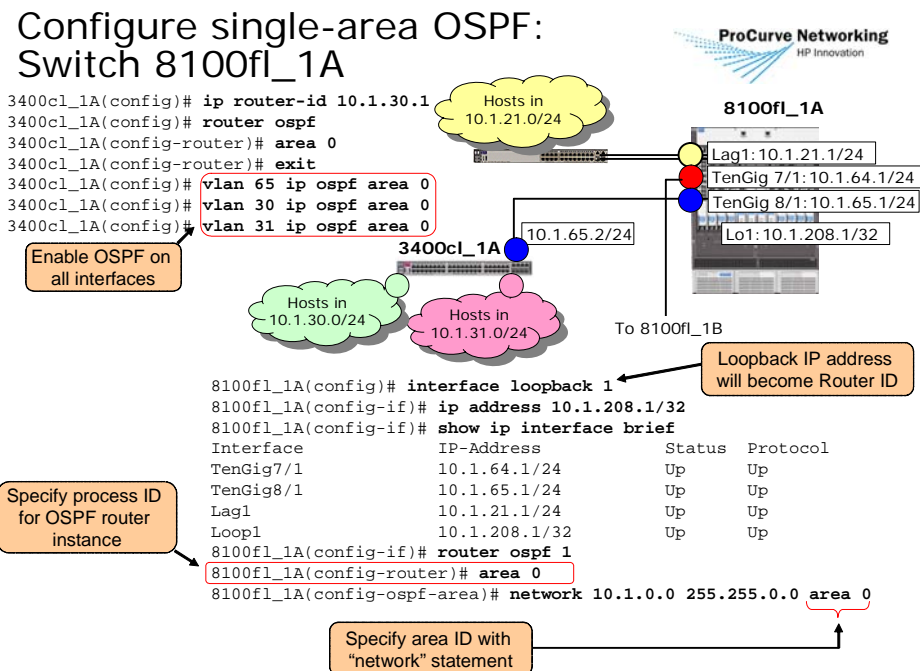 Configure single-area OSPF:
Switch 8100fl_1A
ProCurve Networking
HP Innovation
3400cl_1A(config)# ip router-id 10.1.30.1
3400cl_1A(config)# router ospf
3400cl_1A(config-router)# area 0
3400cl_1A(config-router)# exit
3400cl_1A(config)# vlan 65 ip ospf area 0
3400cl_1A(config)# vlan 30 ip ospf area 0
3400cl_1A(config)# vlan 31 ip ospf area 0
Enable OSPF on
all interfaces
Hosts in
10.1.21.0/24
8100fl_1A
Lag1: 10.1.21.1/24
TenGig 7/1: 10.1.64.1/24
TenGig 8/1: 10.1.65.1/24
Lo1: 10.1.208.1/32
10.1.65.2/24
3400cl_1A
Hosts in
10.1.30.0/24
Hosts in
10.1.31.0/24
To 8100fl_1B
Loopback IP address
will become Router ID
8100fl_1A(config)# interface loopback 1
8100fl_1A(config-if)# ip address 10.1.208.1/32
8100fl_1A(config-if)# show ip interface brief
Interface IP-Address Status Protocol
TenGig7/1 10.1.64.1/24 Up Up
TenGig8/1 10.1.65.1/24 Up Up
Lag1 10.1.21.1/24 Up Up
Loop1 10.1.208.1/32 Up Up
8100fl_1A(config-if)# router ospf 1
8100fl_1A(config-router)# area 0
8100fl_1A(config-ospf-area)# network 10.1.0.0 255.255.0.0 area 0
Specify process ID
for OSPF router
instance
Specify area ID with
“network” statement